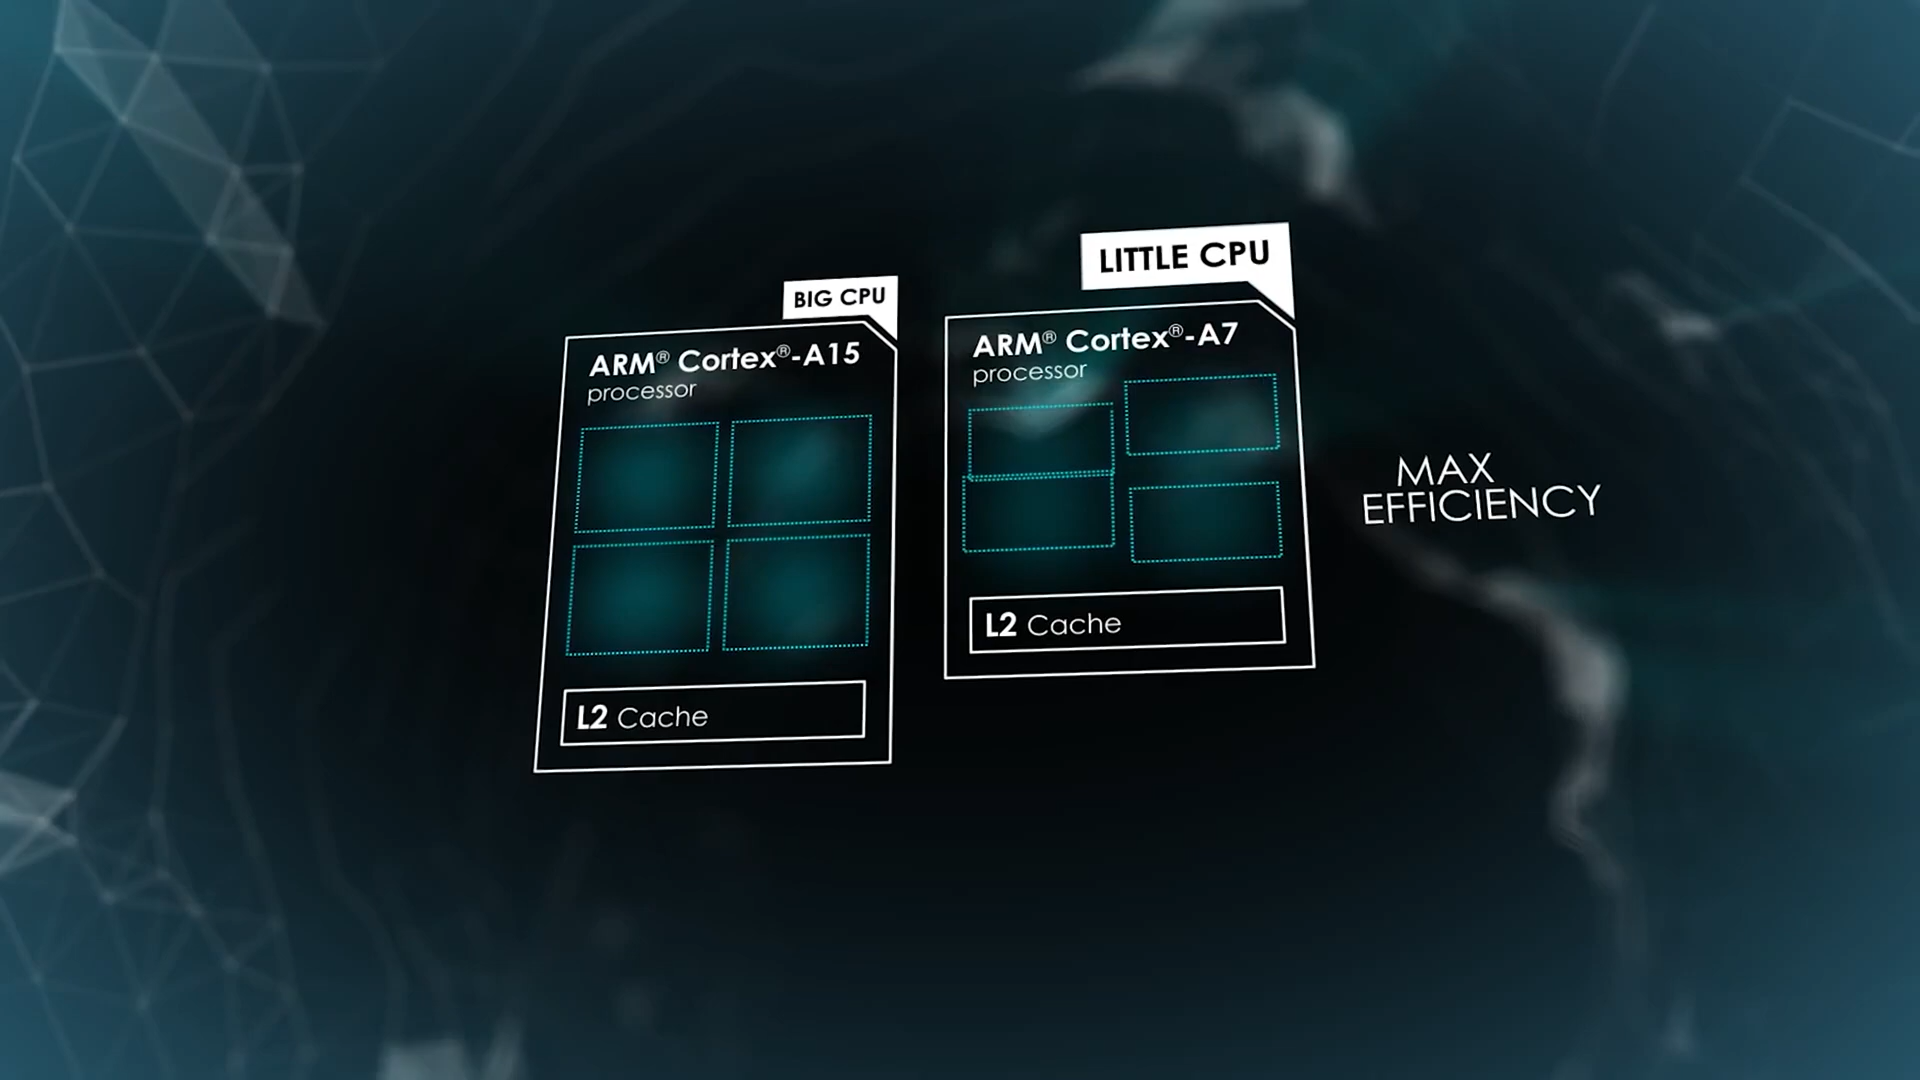 BIG CPU
ARM® Cortex®-A15
processor
L2 Cache
LITTLE CPU
ARM® Cortex®-A7
processor
L2 Cache
MAX
EFFICIENCY